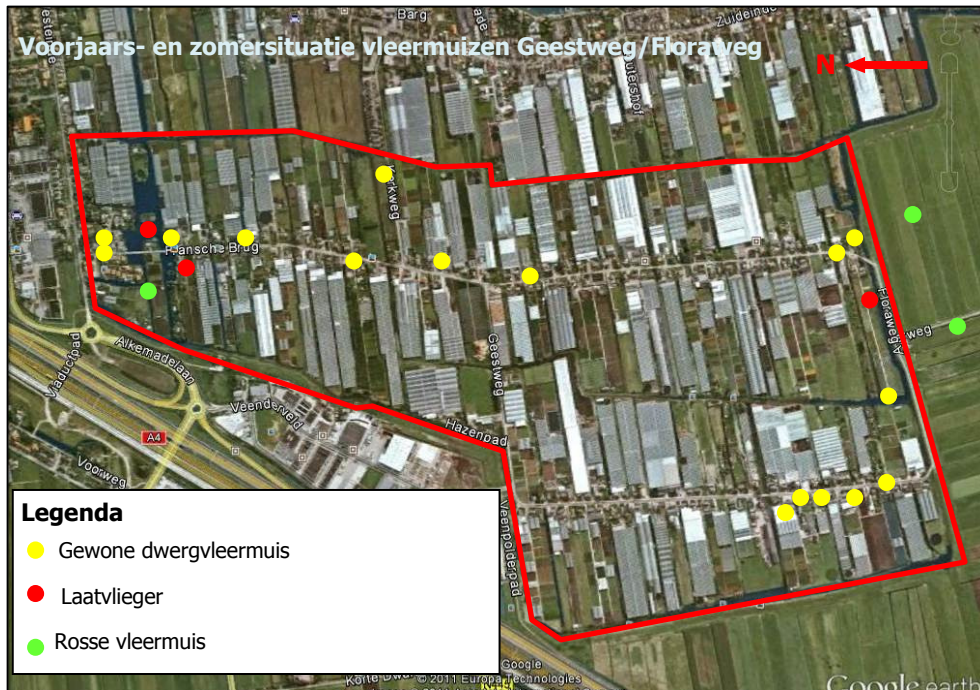 Barg
Zuideinde
Voorjaars- en zomersituatie vleermuizen Geestweg/Floraweg
N
Kerkweg
Hansche Brug
Floraweg
Viaductpad
Alkemadelaan
Geestweg
Veenderveld
Hazenpad
A4
Voorweg
Veenpolderpad
Legenda
Gewone dwergvleermuis
Laatvlieger
Rosse vleermuis
Google
© 2011 Europa Technologies
Google earth